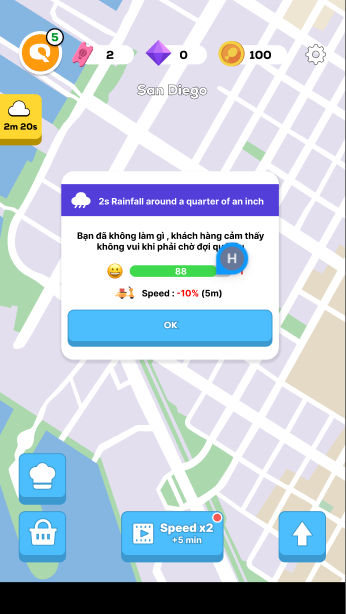 5
2
0
100
San Diego
2m 20s
2s Rainfall around a quarter of an inch
Bạn đã không làm gì , khách hàng cảm thấy
không vui khi phải chờ đợi
H
88
Speed : -10% (5m)
OK
Speed x2
+5 min